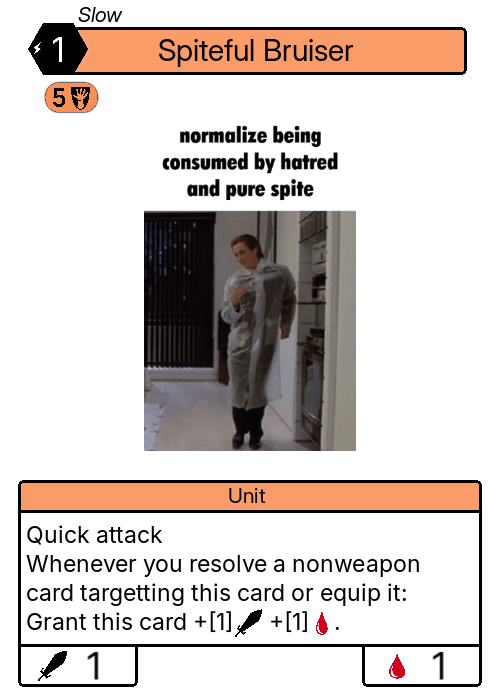 Slow
1
Spiteful Bruiser
5
normalize being
consumed by hatred
and pure spite
Unit
Quick attack
Whenever you resolve a nonweapon
card targetting this card or equip it:
Grant this card +[1] +[1] .
1
1